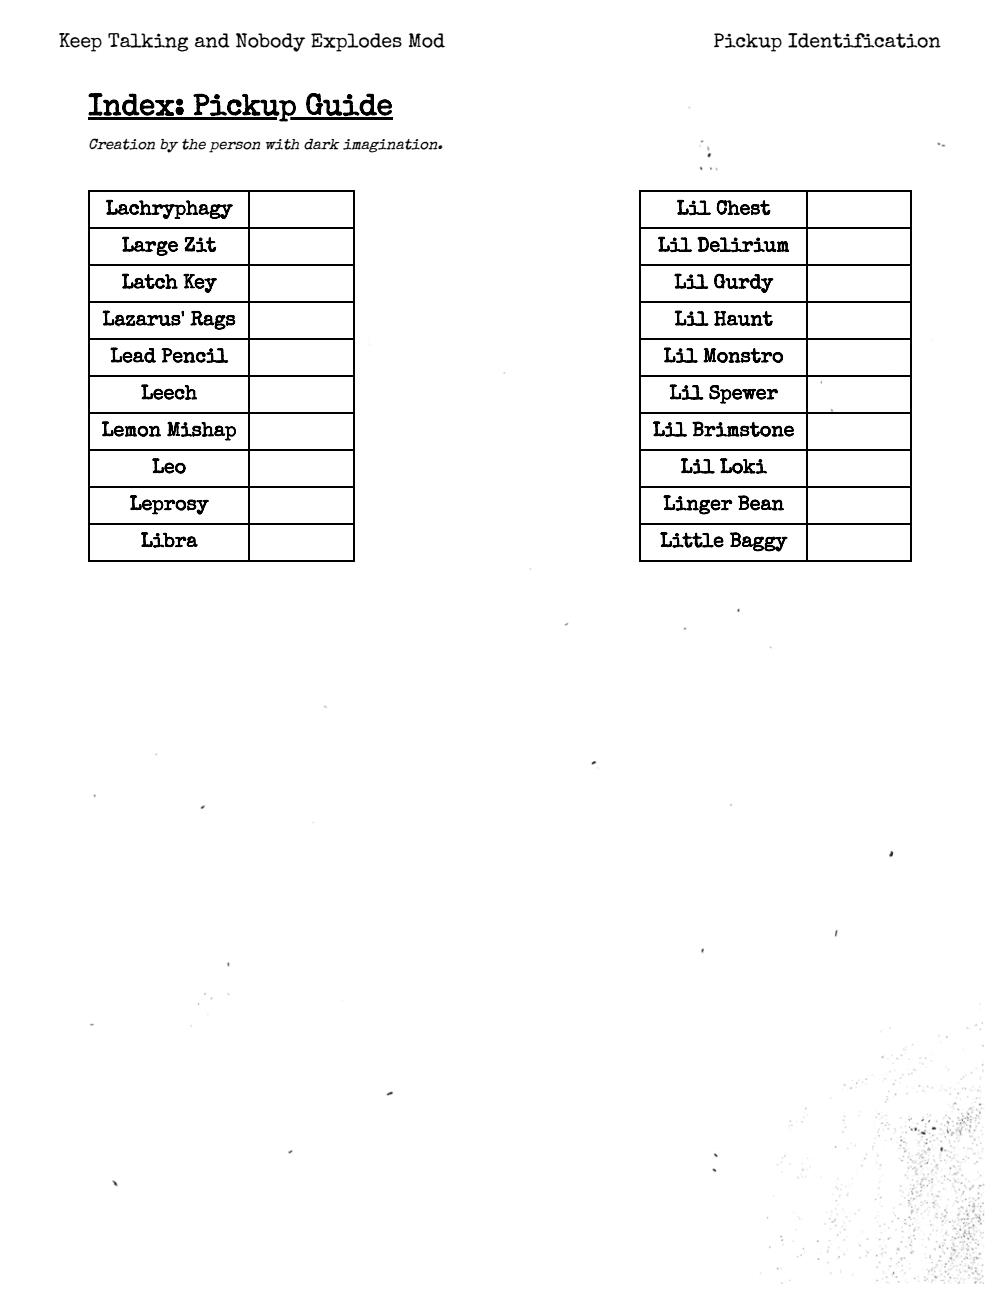 Keep Talking and Nobody Explodes Mod
Pickup Identification
Index: Pickup Guide
Creation by the person with dark imagination.
Lachryphagy
Large Zit
Latch Key
Lazarus' Rags
Lead Pencil
Leech
Lemon Mishap
Leo
Leprosy
Libra
Lil Chest
Lil Delirium
Lil Gurdy
Lil Haunt
Lil Monstro
Lil Spewer
Lil Brimstone
Lil Loki
Linger Bean
Little Baggy